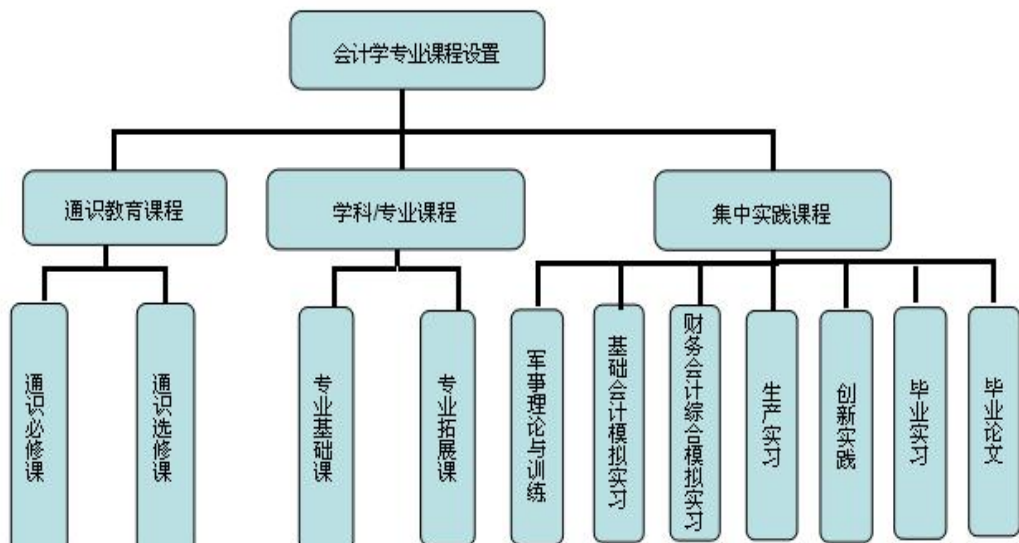 会计学专业课程设置
通识教育课程
学科/专业课程
集中实践课程
通识必修课
通识选修课
专业基础课
专业拓展课
军事理论与训练
基础会计模拟实习
财务会计综合模拟实习
生产实习
创新实践
毕业实习
毕业论文